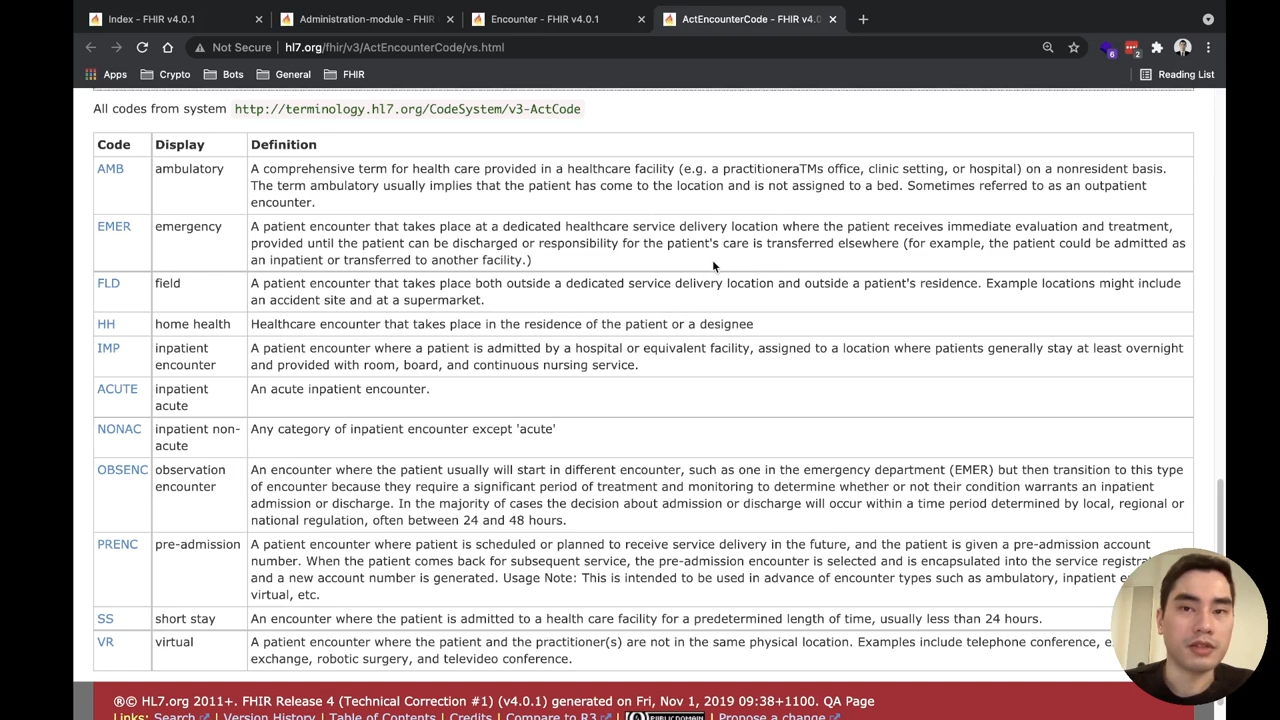 Index - FHIR v4.0.1
Administration-module - FHIR
Encounter - FHIR v4.0.1
ActEncounterCode - FHIR v4.0
Not Secure
hl7.org/fhir/v3/ActEncounterCode/vs.html
6
2
Apps
Crypto
Bots
General
FHIR
Reading List
All codes from system http://terminology.hl7.org/CodeSystem/v3-ActCode
Code Display Definition
AMB ambulatory A comprehensive term for health care provided in a healthcare facility (e.g. a practitioneraTMs office, clinic setting, or hospital) on a nonresident basis.
The term ambulatory usually implies that the patient has come to the location and is not assigned to a bed. Sometimes referred to as an outpatient
encounter.
EMER emergency A patient encounter that takes place at a dedicated healthcare service delivery location where the patient receives immediate evaluation and treatment,
provided until the patient can be discharged or responsibility for the patient's care is transferred elsewhere (for example, the patient could be admitted as
an inpatient or transferred to another facility.)
FLD field A patient encounter that takes place both outside a dedicated service delivery location and outside a patient's residence. Example locations might include
an accident site and at a supermarket.
HH home health Healthcare encounter that takes place in the residence of the patient or a designee
IMP inpatient A patient encounter where a patient is admitted by a hospital or equivalent facility, assigned to a location where patients generally stay at least overnight
encounter and provided with room, board, and continuous nursing service.
ACUTE inpatient An acute inpatient encounter.
acute
NONAC inpatient non- Any category of inpatient encounter except 'acute'
acute
OBSENC observation An encounter where the patient usually will start in different encounter, such as one in the emergency department (EMER) but then transition to this type
encounter of encounter because they require a significant period of treatment and monitoring to determine whether or not their condition warrants an inpatient
admission or discharge. In the majority of cases the decision about admission or discharge will occur within a time period determined by local, regional or
national regulation, often between 24 and 48 hours.
PRENC pre-admission A patient encounter where patient is scheduled or planned to receive service delivery in the future, and the patient is given a pre-admission account
number. When the patient comes back for subsequent service, the pre-admission encounter is selected and is encapsulated into the service
and a new account number is generated. Usage Note: This is intended to be used in advance of encounter types such as ambulatory, inpatient
virtual, etc.
SS short stay An encounter where the patient is admitted to a health care facility for a predetermined length of time, usually less than 24 hours.
VR virtual A patient encounter where the patient and the practitioner(s) are not in the same physical location. Examples include telephone conference,
exchange, robotic surgery, and televideo conference.
®© HL7.org 2011+. FHIR Release 4 (Technical Correction #1) (v4.0.1) generated on Fri, Nov 1, 2019 09:38+1100. QA Page
Links: Search | Version History | Table of Contents | Credits | Compare to R3 | PUBLIC DOMAIN | Propose a change